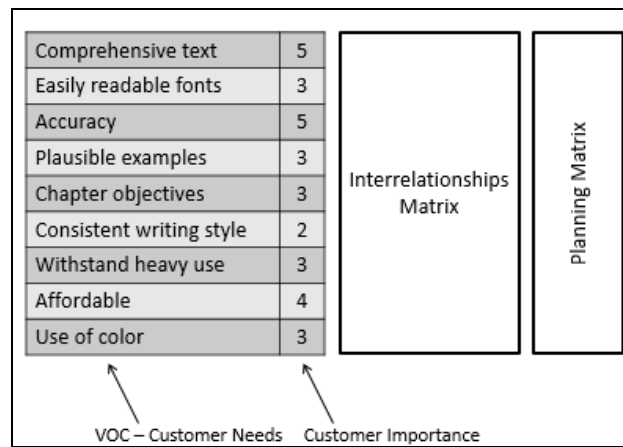 Comprehensive text 5
Easily readable fonts 3
Accuracy 5
Plausible examples 3
Chapter objectives 3
Consistent writing style 2
Withstand heavy use 3
Affordable 4
Use of color 3
Interrelationships
Matrix
Planning Matrix
VOC – Customer Needs
Customer Importance